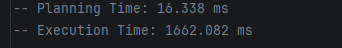 -- Planning Time: 16.338 ms
-- Execution Time: 1662.082 ms